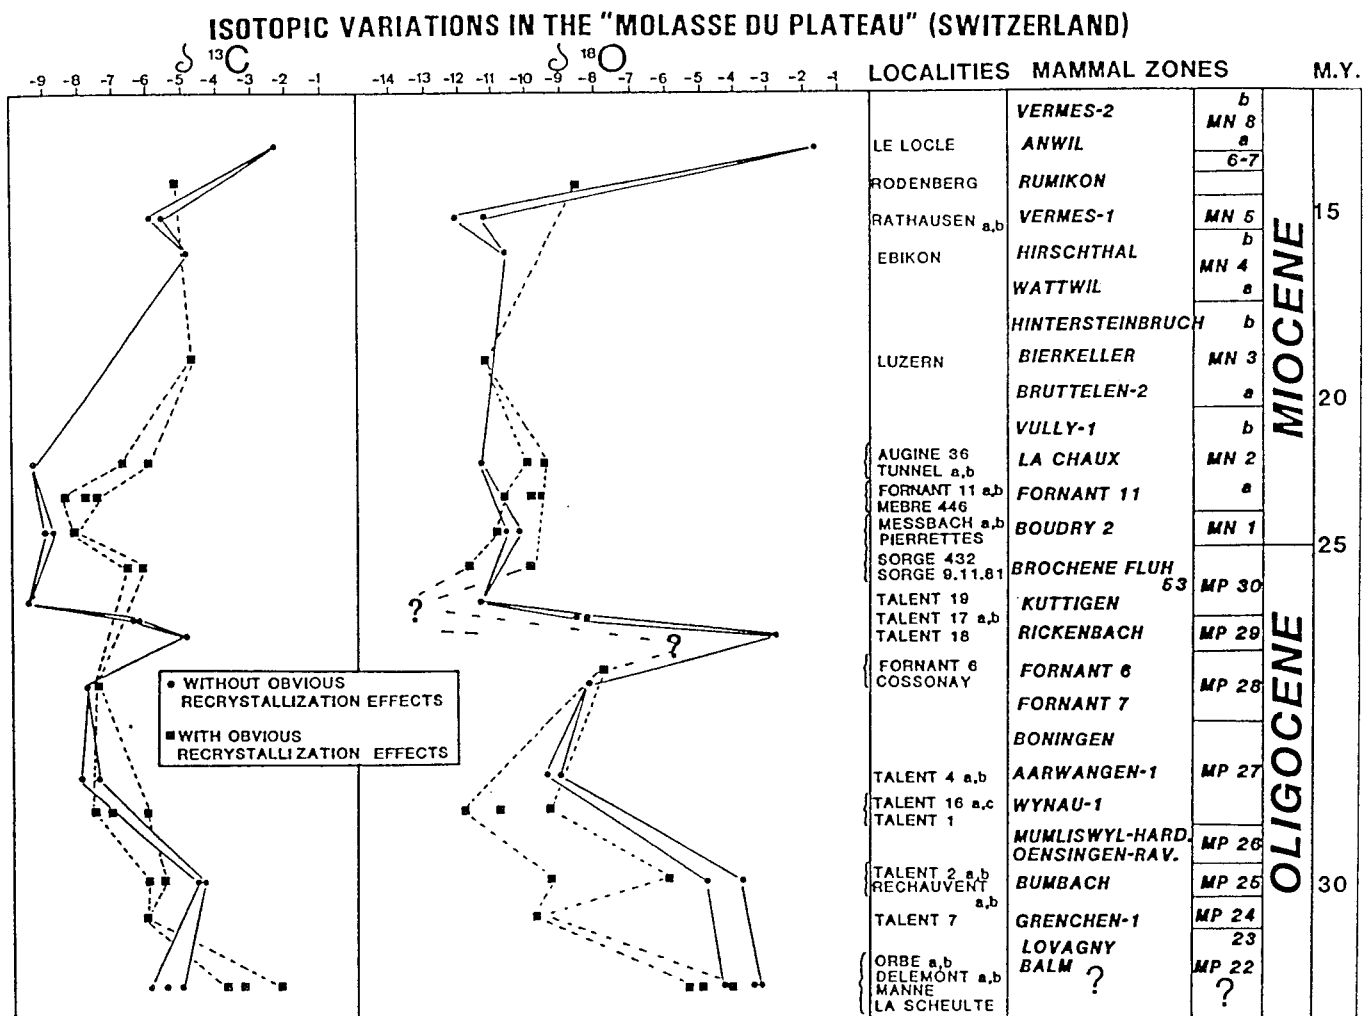 ISOTOPIC VARIATIONS IN THE "MOLASSE DU PLATEAU" (SWITZERLAND)
δ 13C δ 18O
-9 -8 -7 -6 -5 -4 -3 -2 -1 -14 -12 -11 -10 -9 -8 -7 -6 -5 -4 -3 -2 -1 LOCALITIES MAMMAL ZONES M.Y.
VERMES-2 b
MN 8
LE LOCLE ANWIL a
6-7
RODENBERG RUMIKON
RATHAUSEN a,b VERMES-1 MN 5 15
EBIKON HIRSCHTHAL b
MN 4
WATTWIL a
HINTERSTEINBRUCH b
LUZERN BIERKELLER MN 3
BRUTTELEN-2 a 20
VULLY-1 b
AUGINE 36
TUNNEL a,b LA CHAUX MN 2
FORNANT 11 a,b
MEBRE 446 FORNANT 11 a
MESSBACH a,b
PIERRETTES BOUDRY 2 MN 1
25
SORGE 432
SORGE 9.11.81 BROCHENE FLUH
53 MP 30
TALENT 19 KUTTIGEN
?
TALENT 17 a,b
TALENT 18 RICKENBACH MP 29
?
FORNANT 6
COSSONAY FORNANT 6
MP 28
FORNANT 7
WITHOUT OBVIOUS
RECRYSTALLIZATION EFFECTS
WITH OBVIOUS
RECRYSTALLIZATION EFFECTS
BONINGEN
TALENT 4 a,b AARWANGEN-1 MP 27
TALENT 16 a,c WYNAU-1
TALENT 1
MUMLISWYL-HARD.
OENSINGEN-RAV. MP 26
TALENT 2 a,b
RECHAUVENT a,b BUMBACH MP 25 30
TALENT 7 GRENCHEN-1 MP 24
LOVAGNY 23
ORBE a,b BALM MP 22
DELEMONT a,b ? ?
MANNE
LA SCHEULTE
MIOCENE
OLIGOCENE